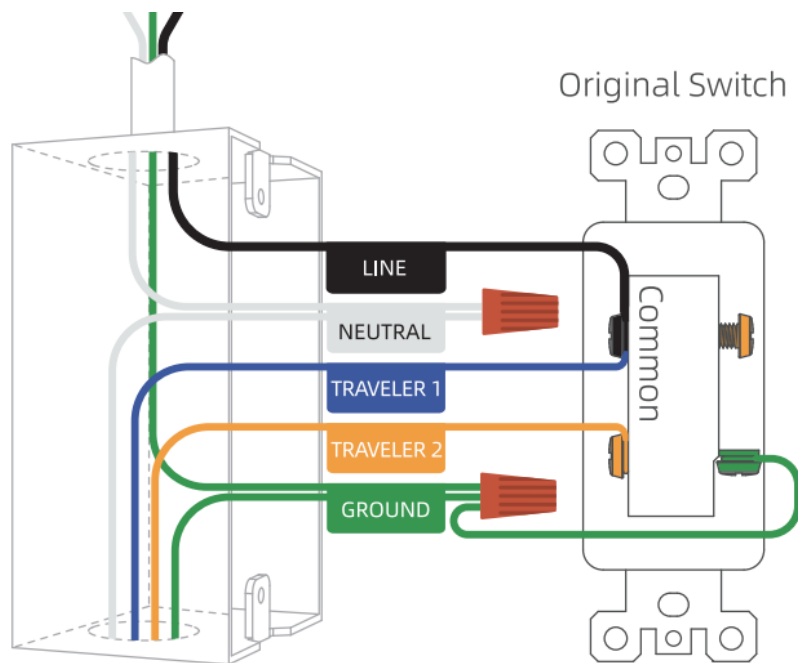 Original Switch
LINE
NEUTRAL
TRAVELER 1
TRAVELER 2
GROUND
Common